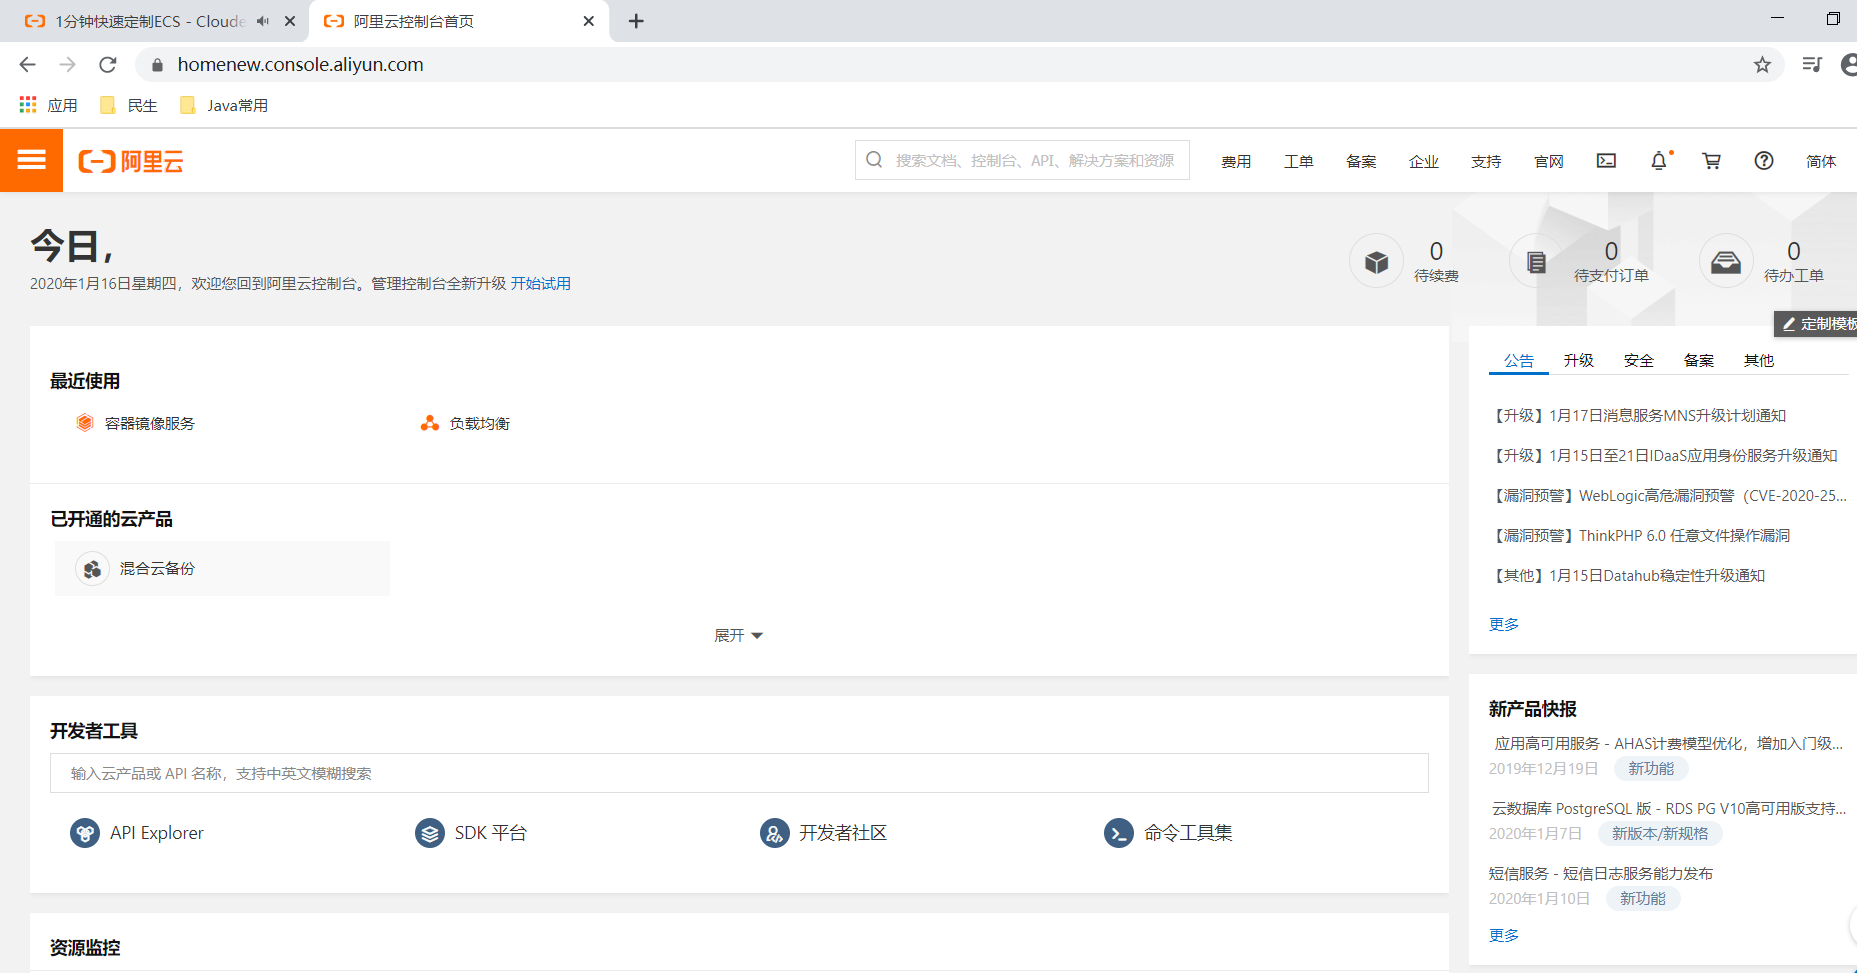 1分钟快速定制ECS - Cloude
阿里云控制台首页
homenew.console.aliyun.com
应用
民生
Java常用
阿里云
搜索文档、控制台、API、解决方案和资源
费用
工单
备案
企业
支持
官网
简体
今日，
2020年1月16日星期四，欢迎您回到阿里云控制台。管理控制台全新升级 开始试用
0
待续费
0
待支付订单
0
待办工单
定制模板
最近使用
容器镜像服务
负载均衡
已开通的云产品
混合云备份
展开
开发者工具
输入云产品或 API 名称，支持中英文模糊搜索
API Explorer
SDK 平台
开发者社区
命令工具集
资源监控
公告
升级
安全
备案
其他
【升级】1月17日消息服务MNS升级计划通知
【升级】1月15日至21日IDaaS应用身份服务升级通知
【漏洞预警】WebLogic高危漏洞预警（CVE-2020-25...
【漏洞预警】ThinkPHP 6.0 任意文件操作漏洞
【其他】1月15日Datahub稳定性升级通知
更多
新产品快报
应用高可用服务 - AHAS计费模型优化，增加入门级...
2019年12月19日 新功能
云数据库 PostgreSQL 版 - RDS PG V10高可用版支持...
2020年1月7日 新版本/新规格
短信服务 - 短信日志服务能力发布
2020年1月10日 新功能
更多